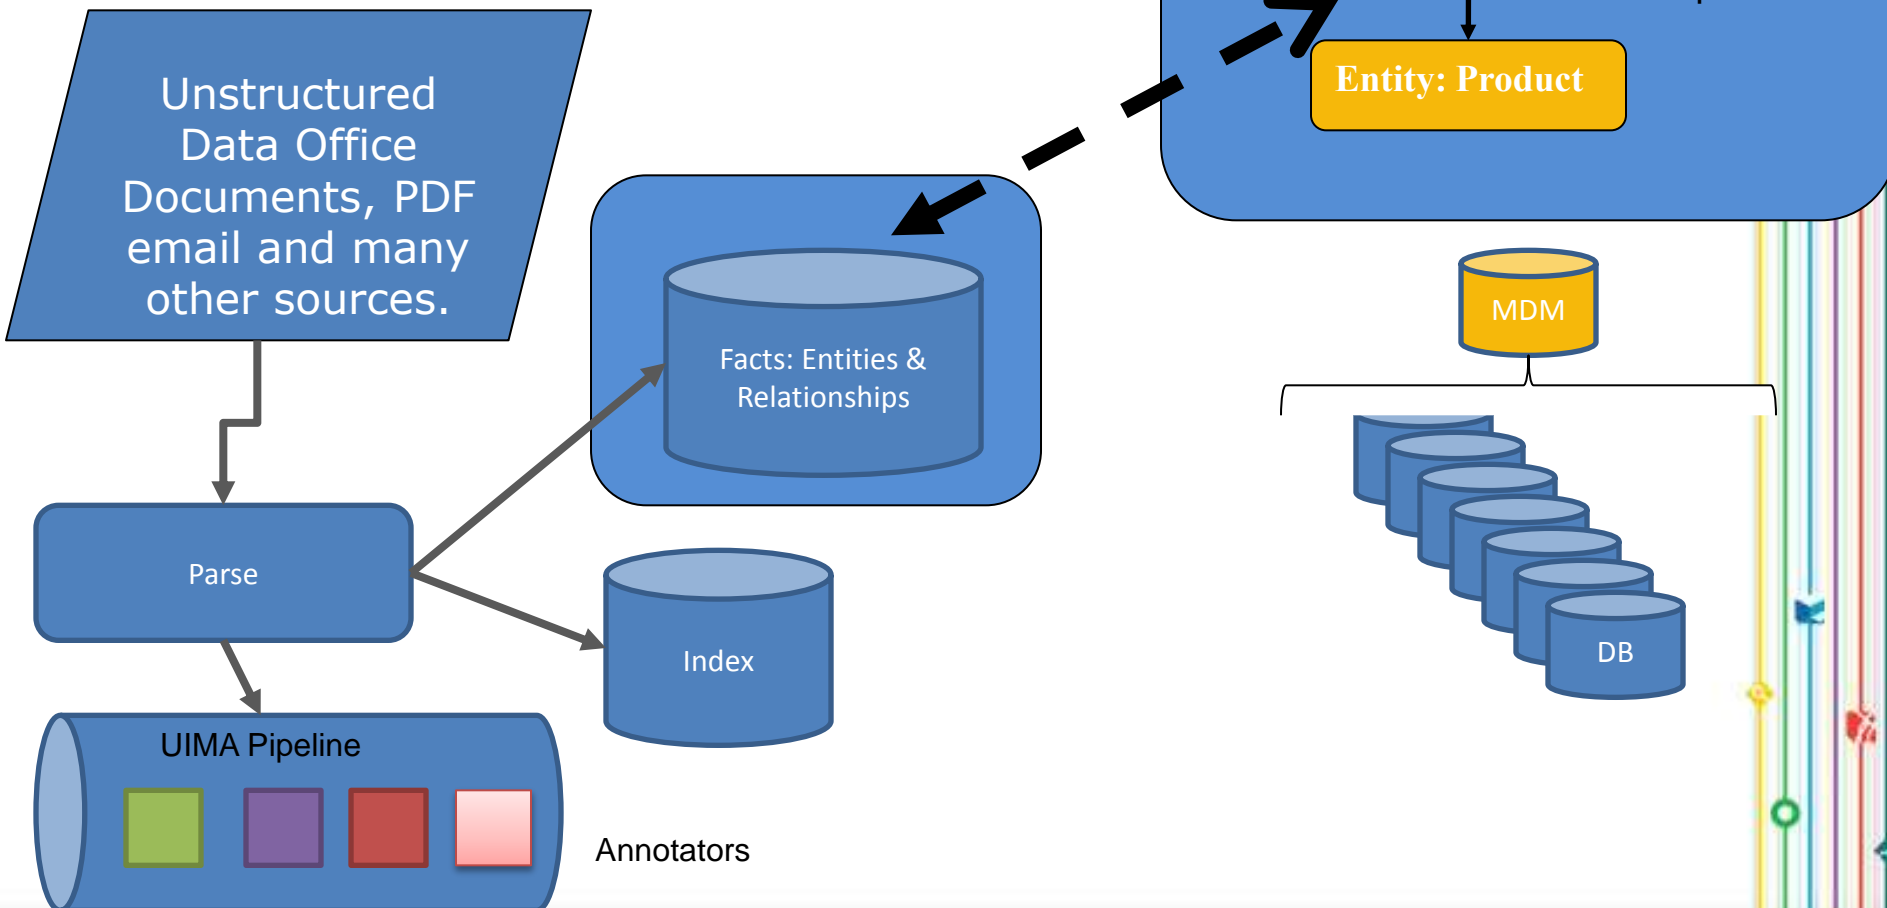 Unstructured
Data Office
Documents, PDF
email and many
other sources.
Entity: Product
Facts: Entities &
Relationships
MDM
Parse
Index
DB
UIMA Pipeline
Annotators